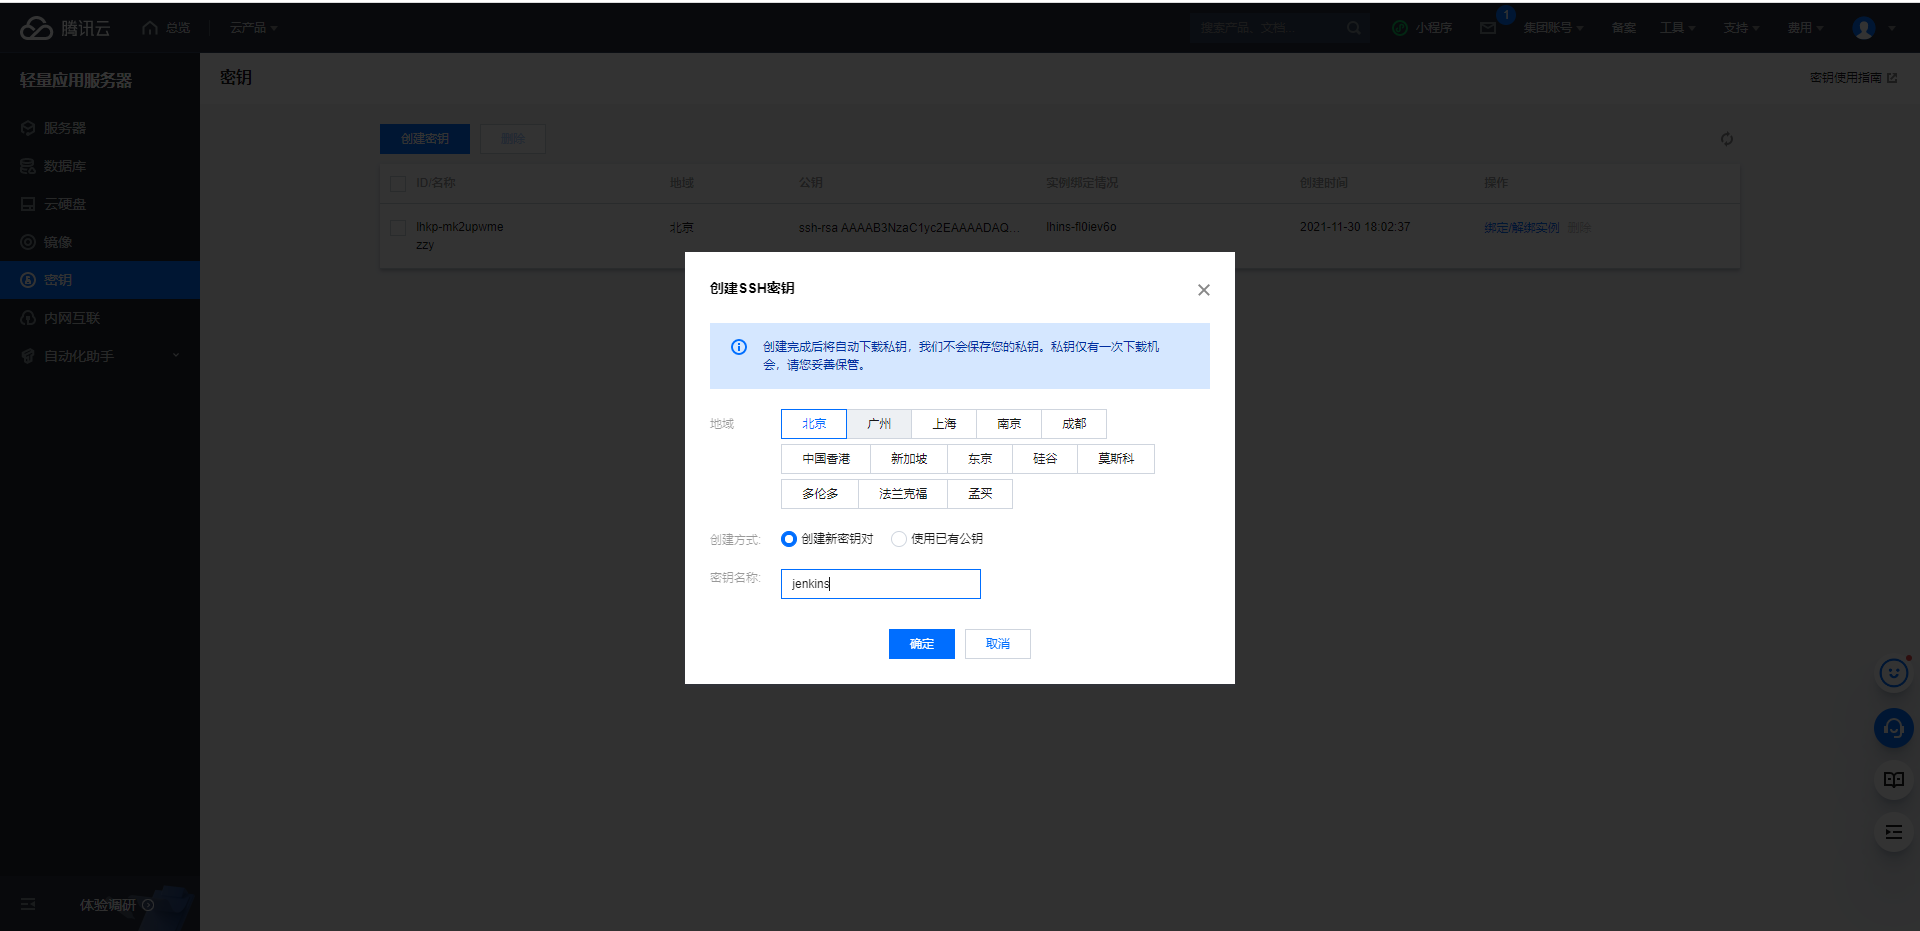 腾讯云 总览 云产品 搜索产品、文档... 小程序 1 集团账号 备案 工具 支持 费用
轻量应用服务器
服务器
数据库
云硬盘
镜像
密钥
内网互联
自动化助手
体验调研
密钥 密钥使用指南
创建密钥 删除
ID/名称 地域 公钥 实例绑定情况 创建时间 操作
lhkp-mk2upwme 北京 ssh-rsa AAAAB3NzaC1yc2EAAAADAQ... lhins-fl0iev6o 2021-11-30 18:02:37 绑定/解绑实例 删除
zzy
创建SSH密钥
创建完成后将自动下载私钥，我们不会保存您的私钥。私钥仅有一次下载机
会，请您妥善保管。
地域 北京 广州 上海 南京 成都
中国香港 新加坡 东京 硅谷 莫斯科
多伦多 法兰克福 孟买
创建方式: 创建新密钥对 使用已有公钥
密钥名称: jenkins
确定 取消